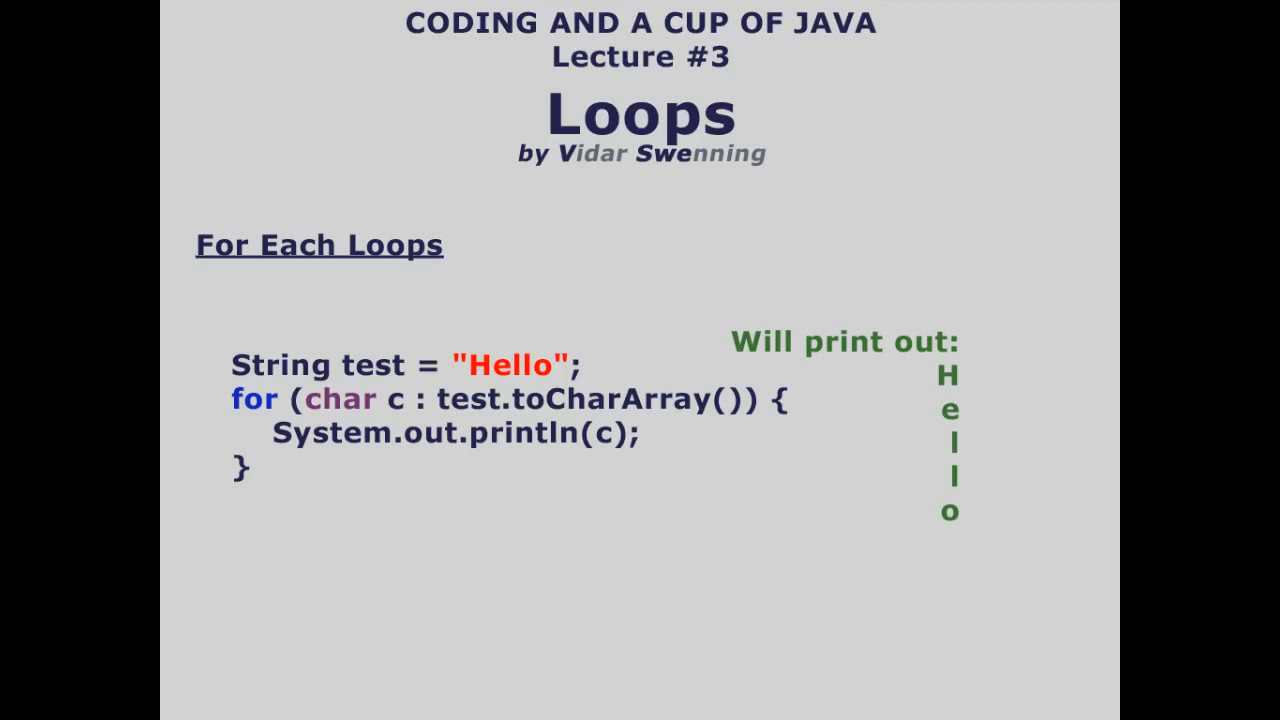 CODING AND A CUP OF JAVA
Lecture #3
Loops
by Vidar Swenning
For Each Loops
String test = "Hello";
for (char c : test.toCharArray()) {
System.out.println(c);
}
Will print out:
H
e
l
l
o